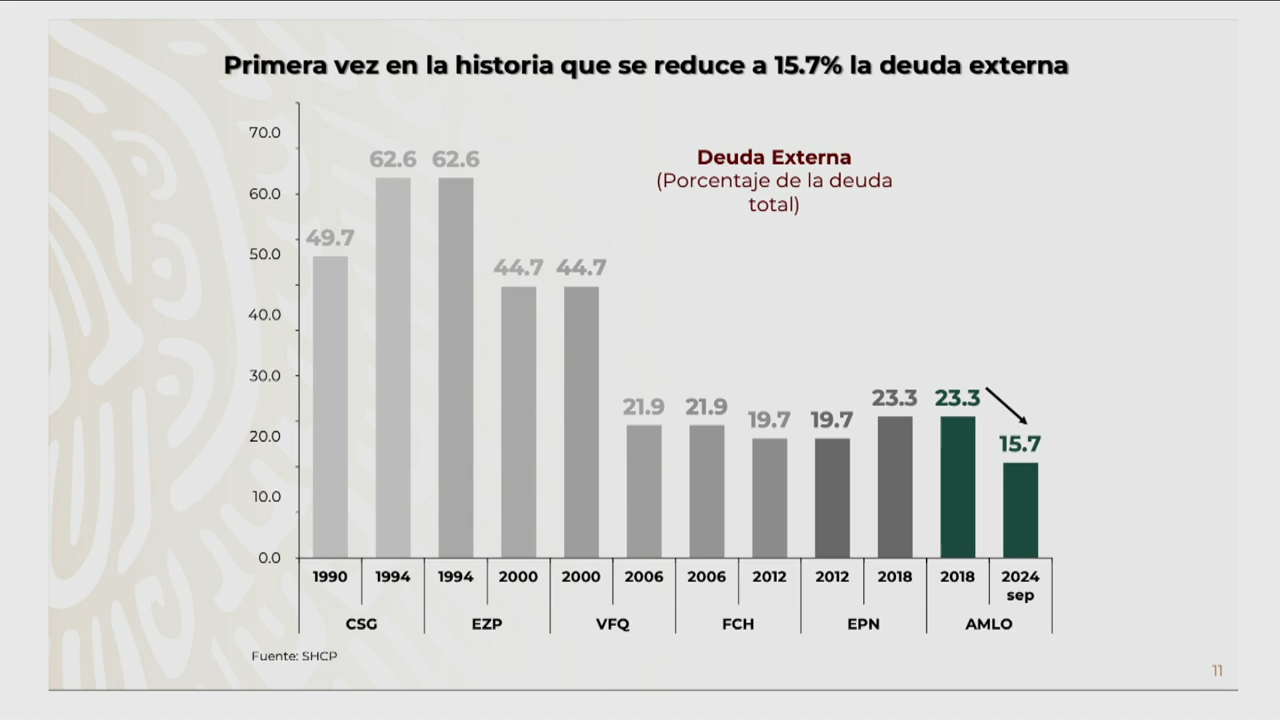 Primera vez en la historia que se reduce a 15.7% la deuda externa
Deuda Externa
(Porcentaje de la deuda
total)
70.0
60.0
50.0
40.0
30.0
20.0
10.0
0.0
49.7
62.6
62.6
44.7
44.7
21.9
21.9
19.7
19.7
23.3
23.3
15.7
1990 1994 1994 2000 2000 2006 2006 2012 2012 2018 2018 2024
sep
CSG EZP VFQ FCH EPN AMLO
Fuente: SHCP
11